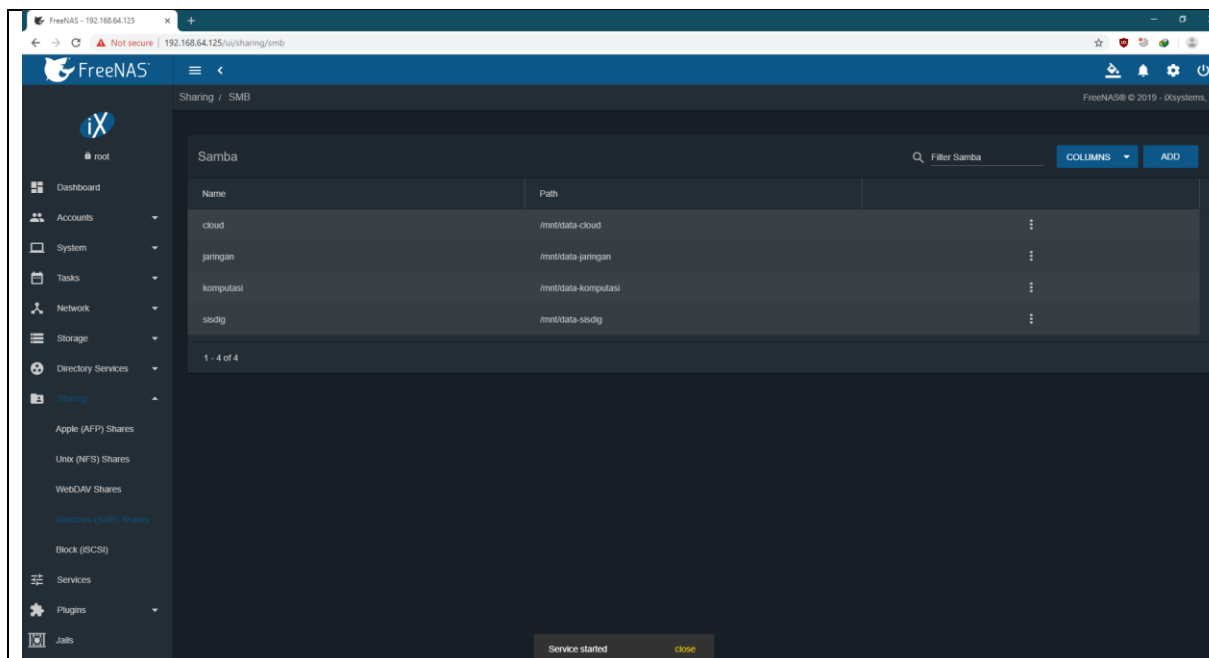 FreeNAS - 192.168.64.125
Not secure | 192.168.64.125/ui/sharing/smb
FreeNAS
Sharing / SMB
FreeNAS® © 2019 - iXsystems,
iX
root
Samba
Filter Samba
COLUMNS
ADD
Dashboard
Name Path
Accounts
cloud /mnt/data-cloud
System
jaringan /mnt/data-jaringan
Tasks
komputasi /mnt/data-komputasi
Network
sisdig /mnt/data-sisdig
Storage
1 - 4 of 4
Directory Services
Sharing
Apple (AFP) Shares
Unix (NFS) Shares
WebDAV Shares
Windows (SMB) Shares
Block (iSCSI)
Services
Plugins
Jails
Service started close